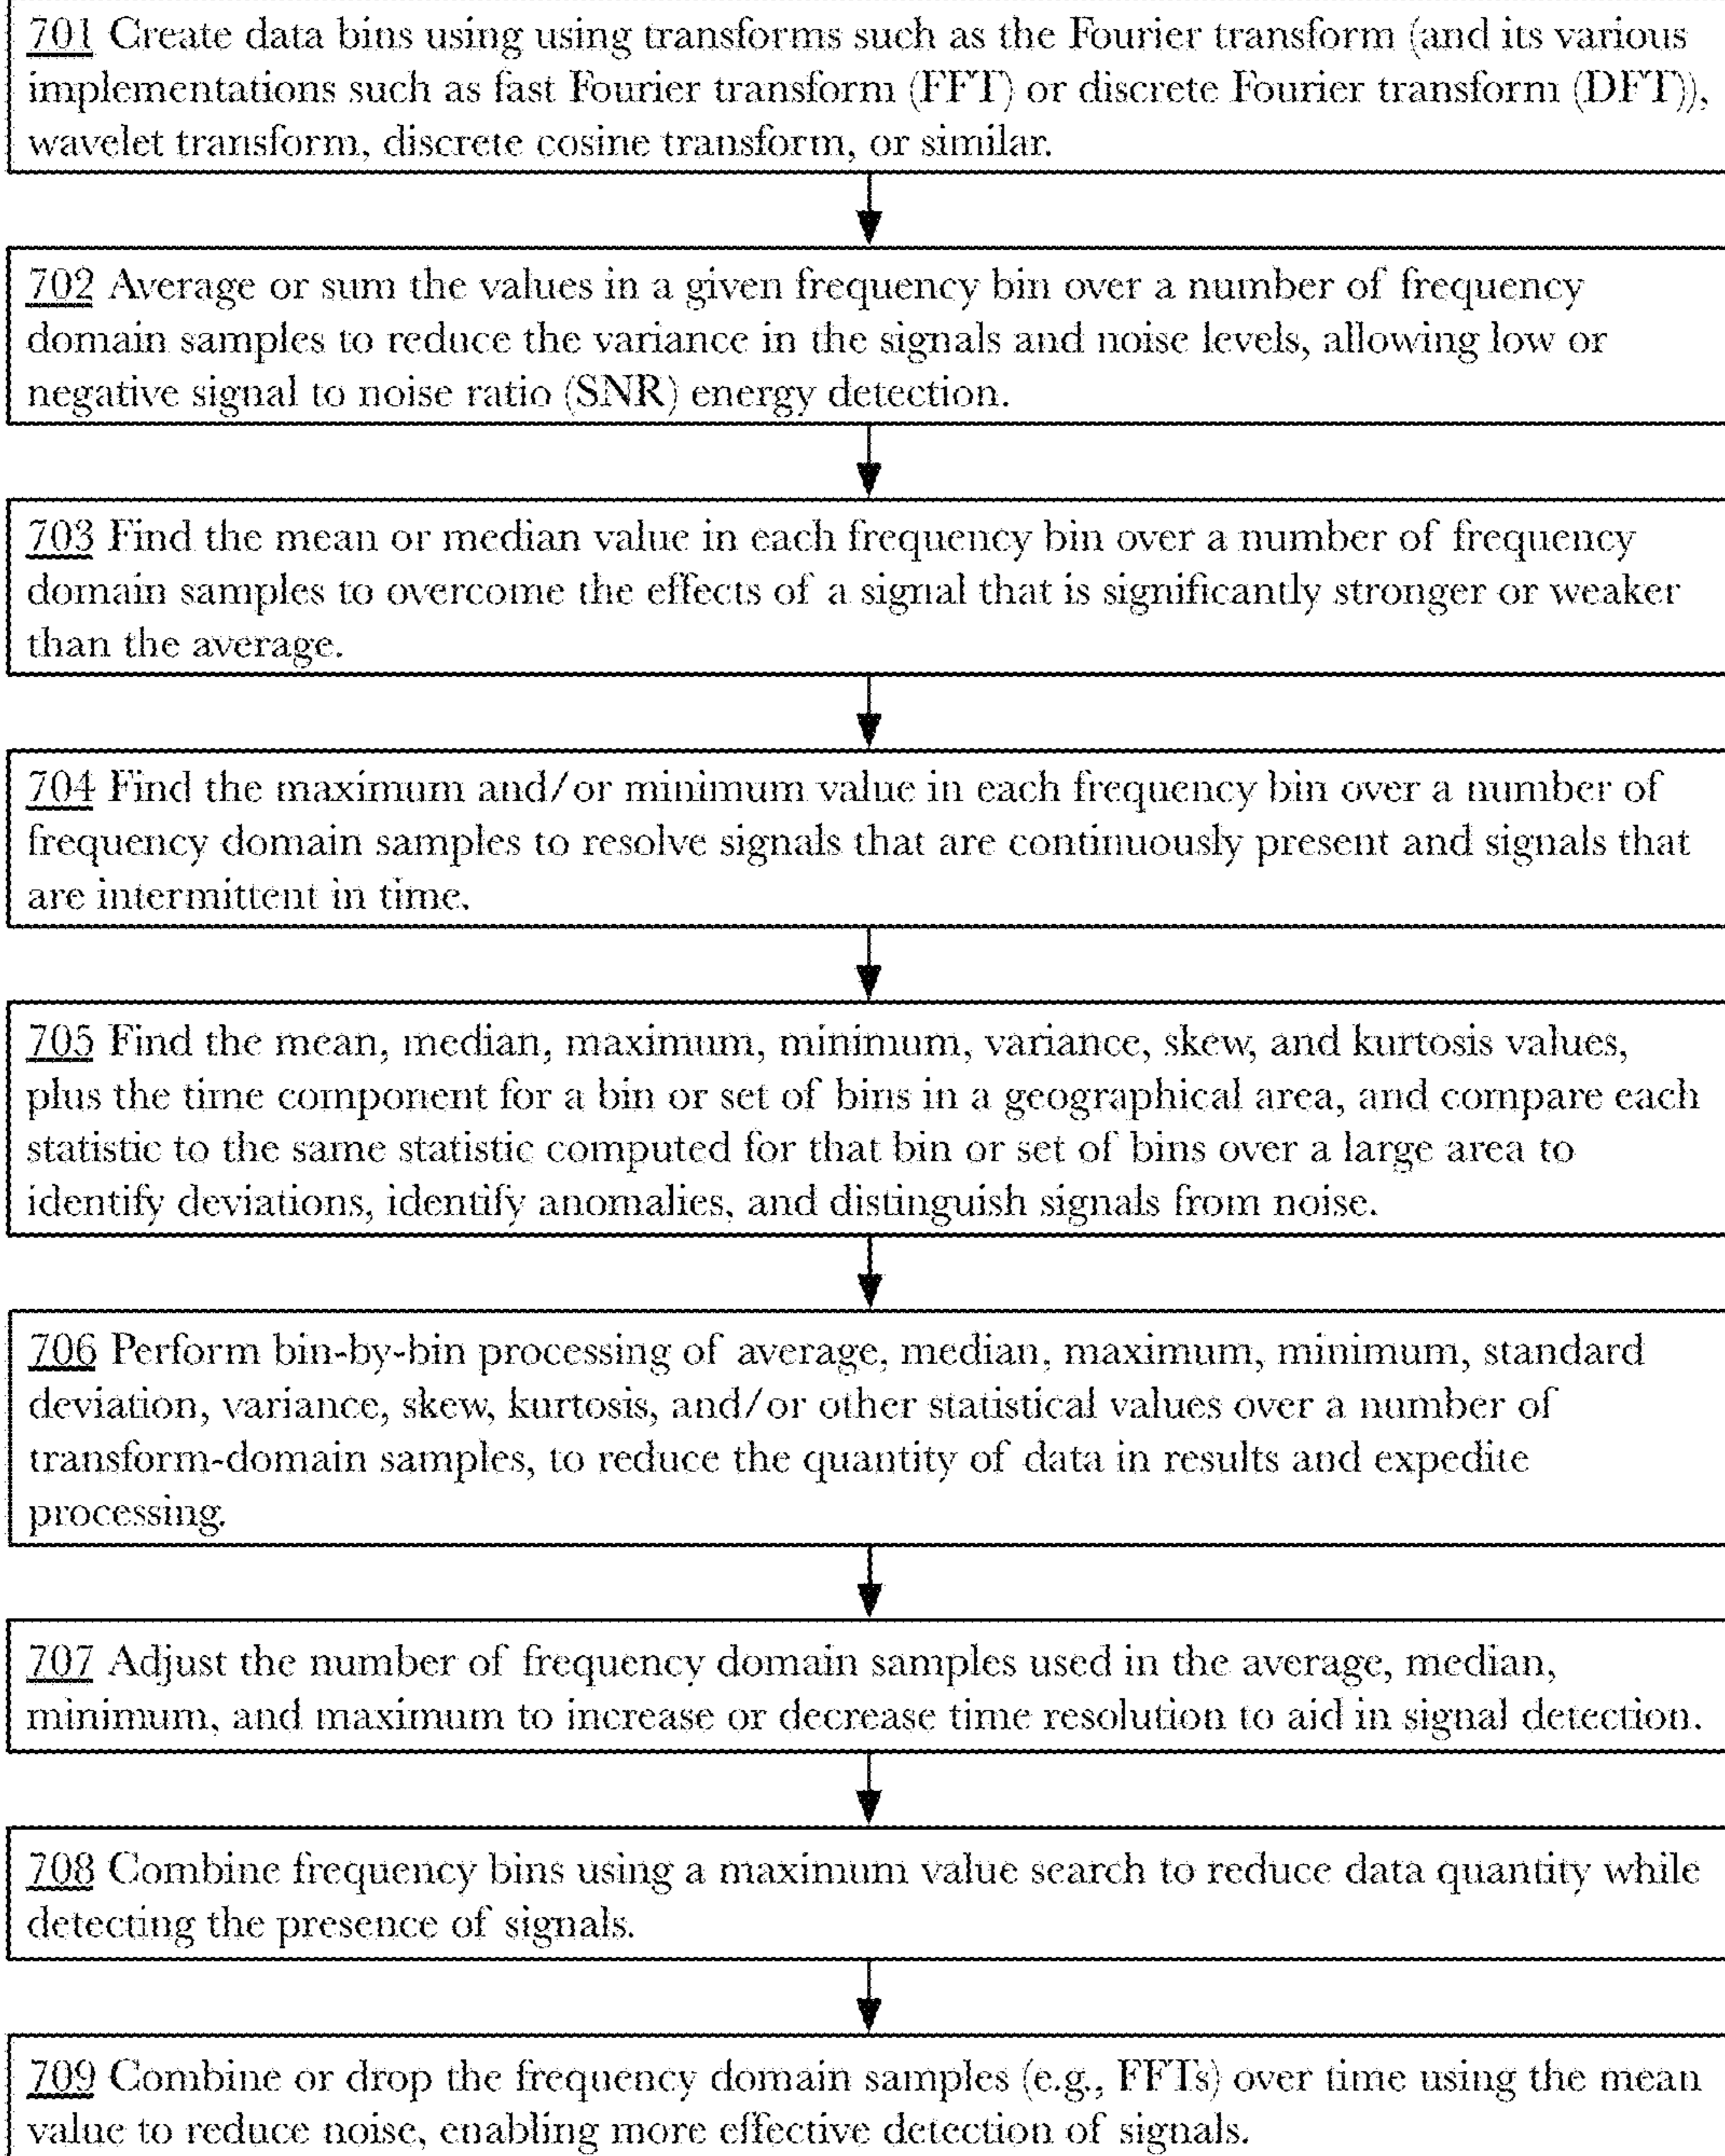 701 Create data bins using using transforms such as the Fourier transform (and its various
implementations such as fast Fourier transform (FFT) or discrete Fourier transform (DFT)),
wavelet transform, discrete cosine transform, or similar.
702 Average or sum the values in a given frequency bin over a number of frequency
domain samples to reduce the variance in the signals and noise levels, allowing low or
negative signal to noise ratio (SNR) energy detection.
703 Find the mean or median value in each frequency bin over a number of frequency
domain samples to overcome the effects of a signal that is significantly stronger or weaker
than the average.
704 Find the maximum and/or minimum value in each frequency bin over a number of
frequency domain samples to resolve signals that are continuously present and signals that
are intermittent in time.
705 Find the mean, median, maximum, minimum, variance, skew, and kurtosis values,
plus the time component for a bin or set of bins in a geographical area, and compare each
statistic to the same statistic computed for that bin or set of bins over a large area to
identify deviations, identify anomalies, and distinguish signals from noise.
706 Perform bin-by-bin processing of average, median, maximum, minimum, standard
deviation, variance, skew, kurtosis, and/or other statistical values over a number of
transform-domain samples, to reduce the quantity of data in results and expedite
processing.
707 Adjust the number of frequency domain samples used in the average, median,
minimum, and maximum to increase or decrease time resolution to aid in signal detection.
708 Combine frequency bins using a maximum value search to reduce data quantity while
detecting the presence of signals.
709 Combine or drop the frequency domain samples (e.g., FFTs) over time using the mean
value to reduce noise, enabling more effective detection of signals.